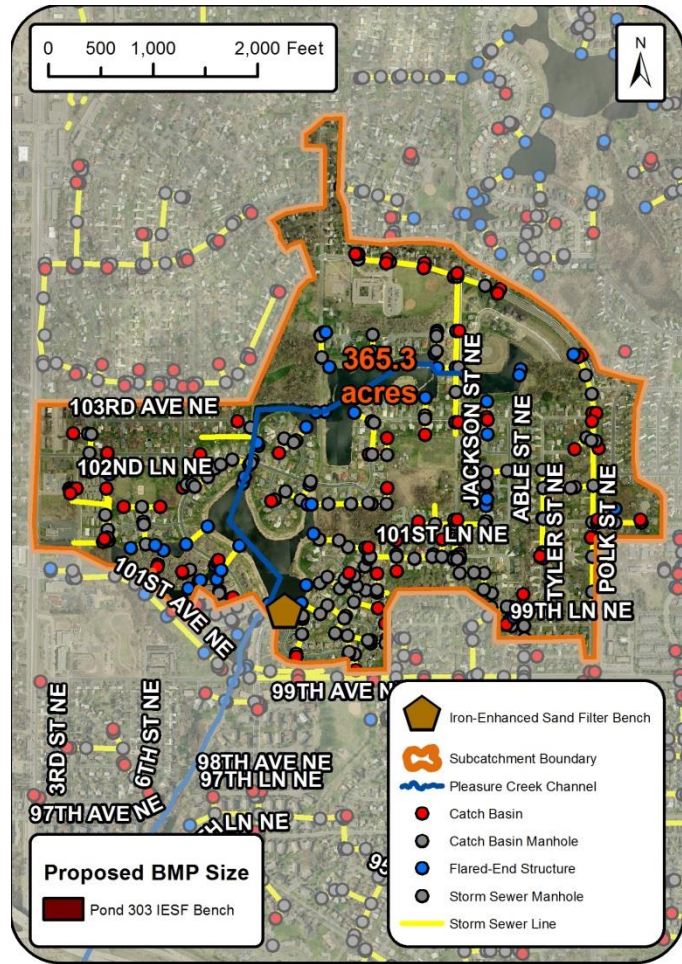 0 500 1,000 2,000 Feet
N
365.3
acres
103RD AVE NE
102ND LN NE
JACKSON ST NE
ABLE ST NE
TYLER ST NE
POLK ST NE
101ST LN NE
101ST AVE NE
99TH LN NE
99TH AVE N
3RD ST NE
6TH ST NE
98TH AVE NE
97TH LN NE
97TH AVE NE
LN NE
Iron-Enhanced Sand Filter Bench
Subcatchment Boundary
Pleasure Creek Channel
Catch Basin
Catch Basin Manhole
Flared-End Structure
Storm Sewer Manhole
Storm Sewer Line
Proposed BMP Size
Pond 303 IESF Bench